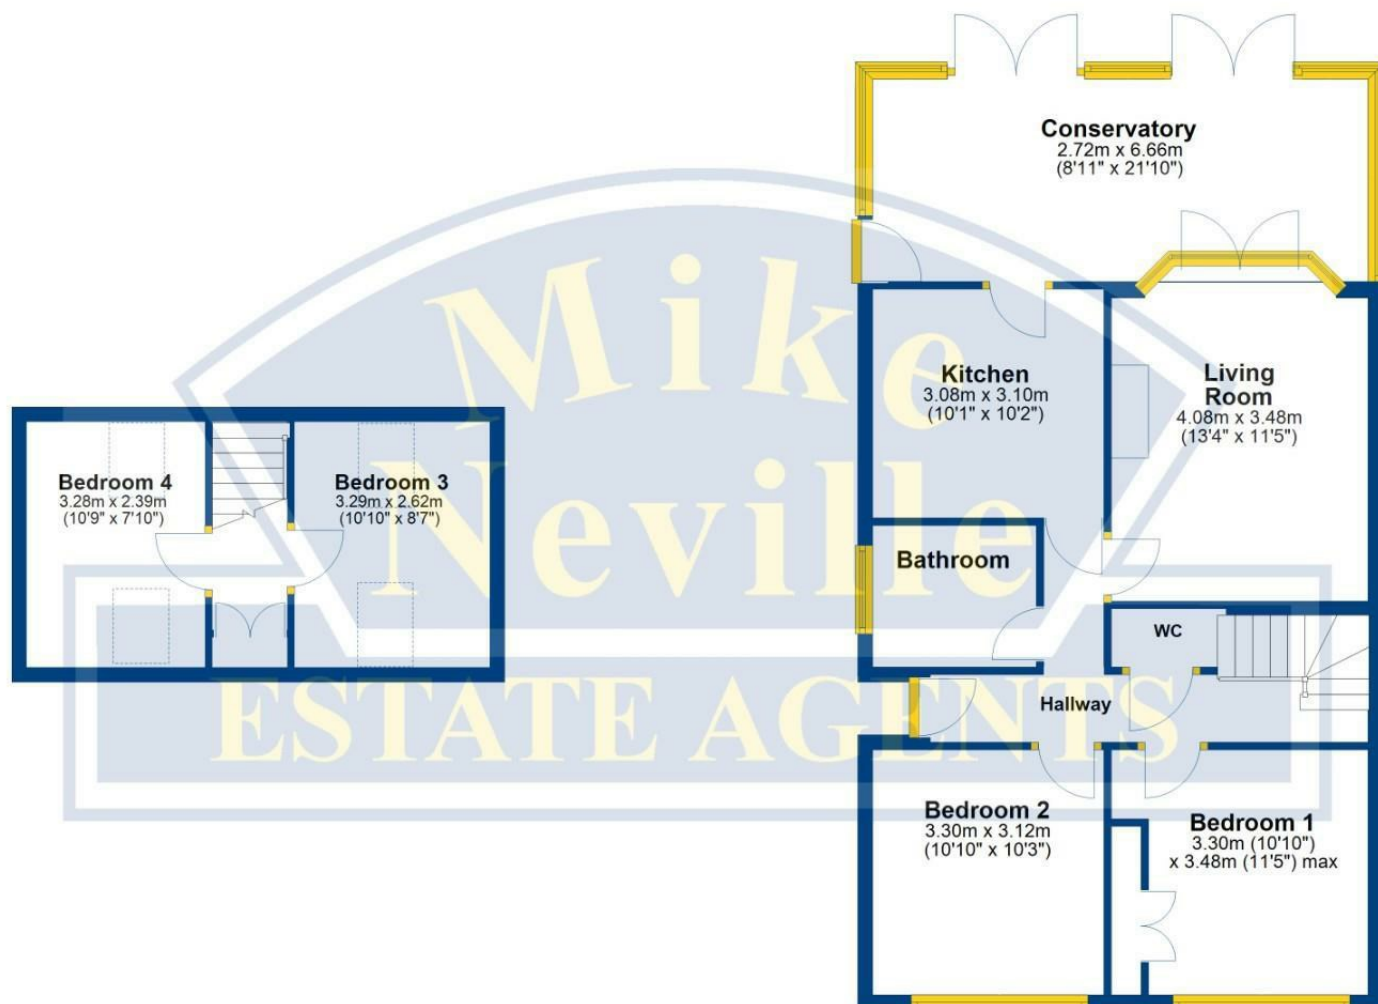 Conservatory
2.72m x 6.66m
(8'11" x 21'10")
Mike
Neville
ESTATE AGENTS
Kitchen
3.08m x 3.10m
(10'1" x 10'2")
Living
Room
4.08m x 3.48m
(13'4" x 11'5")
Bedroom 4
3.28m x 2.39m
(10'9" x 7'10")
Bedroom 3
3.29m x 2.62m
(10'10" x 8'7")
Bathroom
WC
Hallway
Bedroom 2
3.30m x 3.12m
(10'10" x 10'3")
Bedroom 1
3.30m (10'10")
x 3.48m (11'5") max